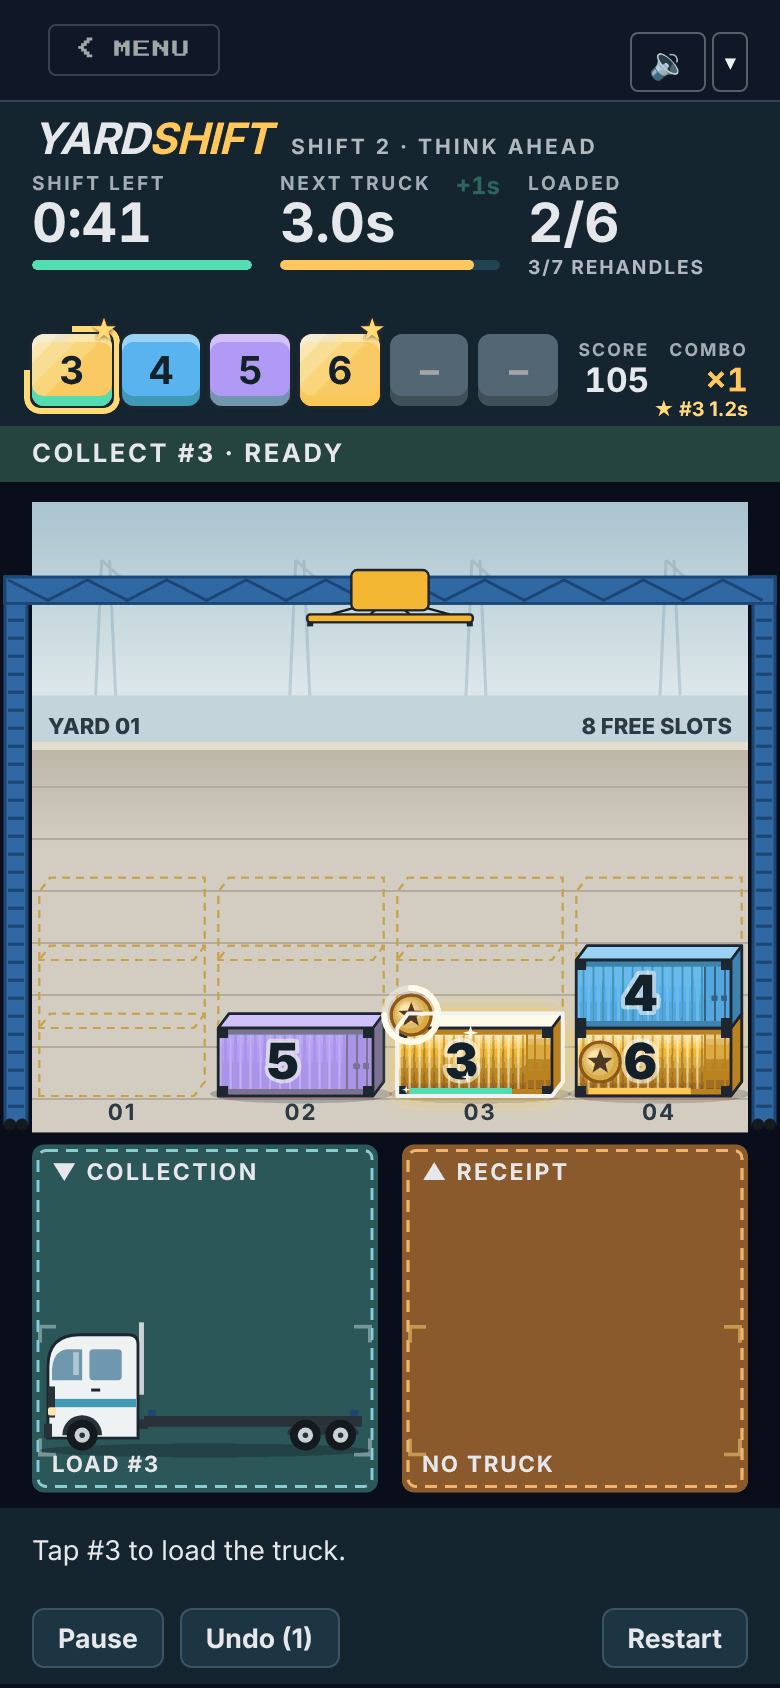 MENU
YARDSHIFT SHIFT 2 · THINK AHEAD
SHIFT LEFT NEXT TRUCK +1s LOADED
0:41 3.0s 2/6
3/7 REHANDLES
3 4 5 6 – –
SCORE COMBO
105 ×1
★ #3 1.2s
COLLECT #3 · READY
YARD 01 8 FREE SLOTS
4
5 3 6
01 02 03 04
▼ COLLECTION ▲ RECEIPT
LOAD #3 NO TRUCK
Tap #3 to load the truck.
Pause Undo (1) Restart